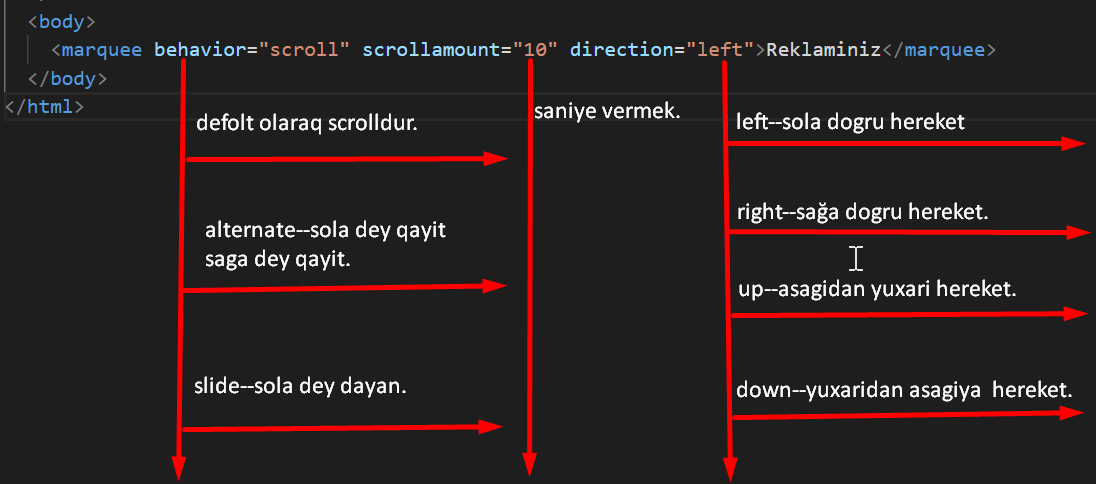 <body>
<marquee behavior="scroll" scrollamount="10" direction="left">Reklaminiz</marquee>
</body>
</html>
defolt olaraq scrolldur.
alternate--sola dey qayit
saga dey qayit.
slide--sola dey dayan.
saniye vermek.
left--sola dogru hereket
right--sağa dogru hereket.
up--asagidan yuxari hereket.
down--yuxaridan asagiya  hereket.